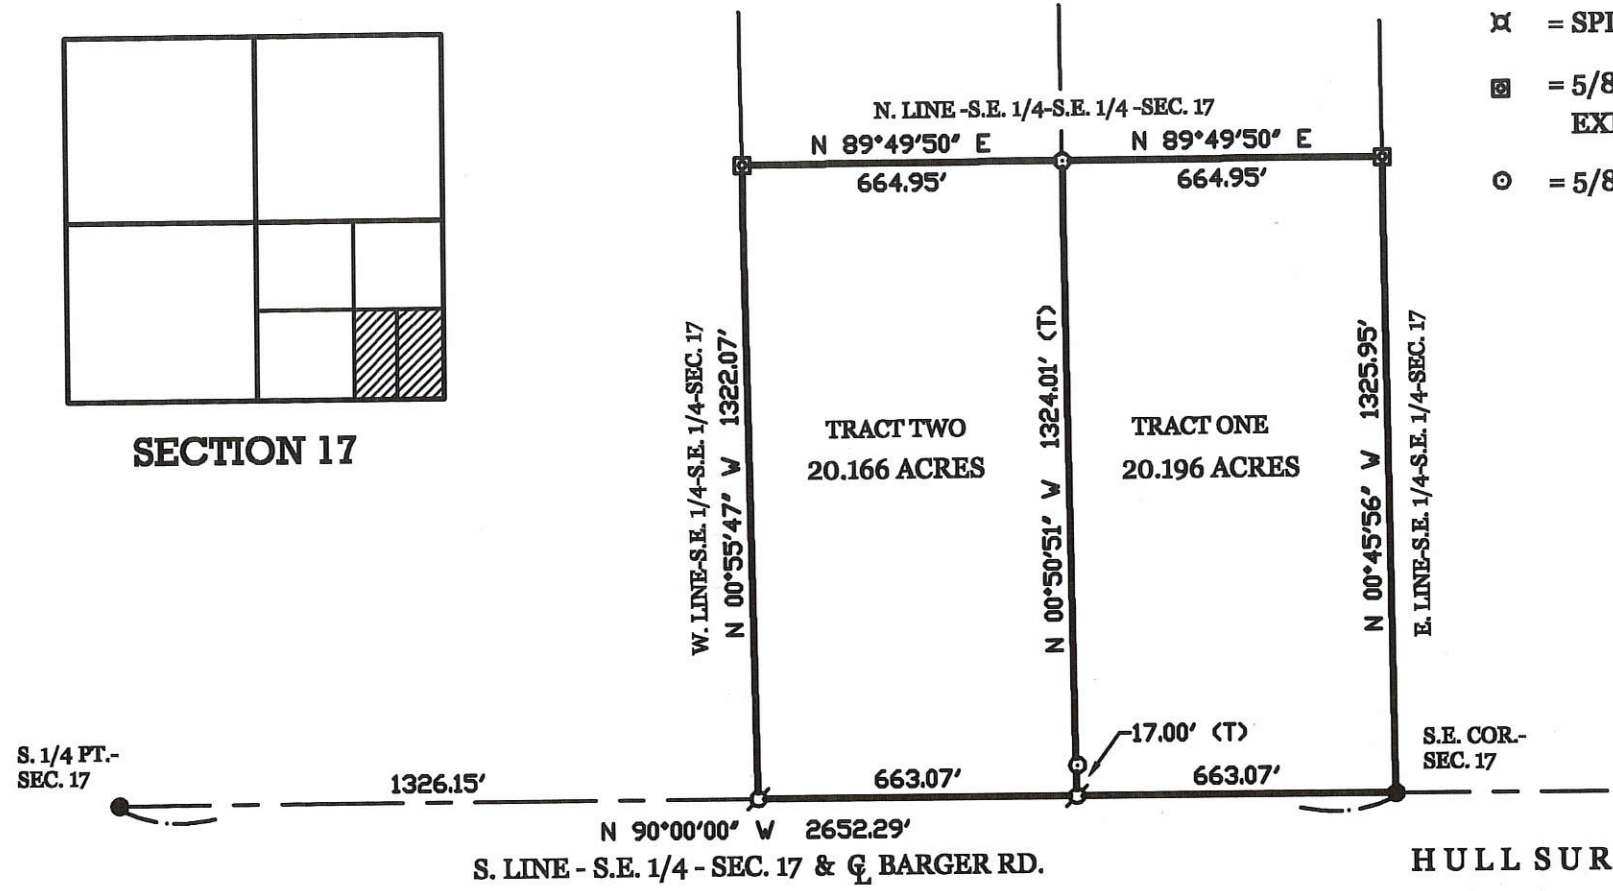 = SPI
= 5/8
EXI
= 5/8
N. LINE -S.E. 1/4-S.E. 1/4 -SEC. 17
N 89°49'50" E
N 89°49'50" E
664.95'
664.95'
SECTION 17
W. LINE-S.E. 1/4-S.E. 1/4-SEC. 17
N 00°55'47" W 1322.07'
TRACT TWO
20.166 ACRES
N 00°50'51" W 1324.01' (T)
TRACT ONE
20.196 ACRES
N 00°45'56" W 1325.95'
E. LINE-S.E. 1/4-S.E. 1/4-SEC. 17
S. 1/4 PT.-
SEC. 17
1326.15'
663.07'
17.00' (T)
663.07'
S.E. COR.-
SEC. 17
N 90°00'00" W 2652.29'
S. LINE - S.E. 1/4 - SEC. 17 & ℄ BARGER RD.
HULL SUR